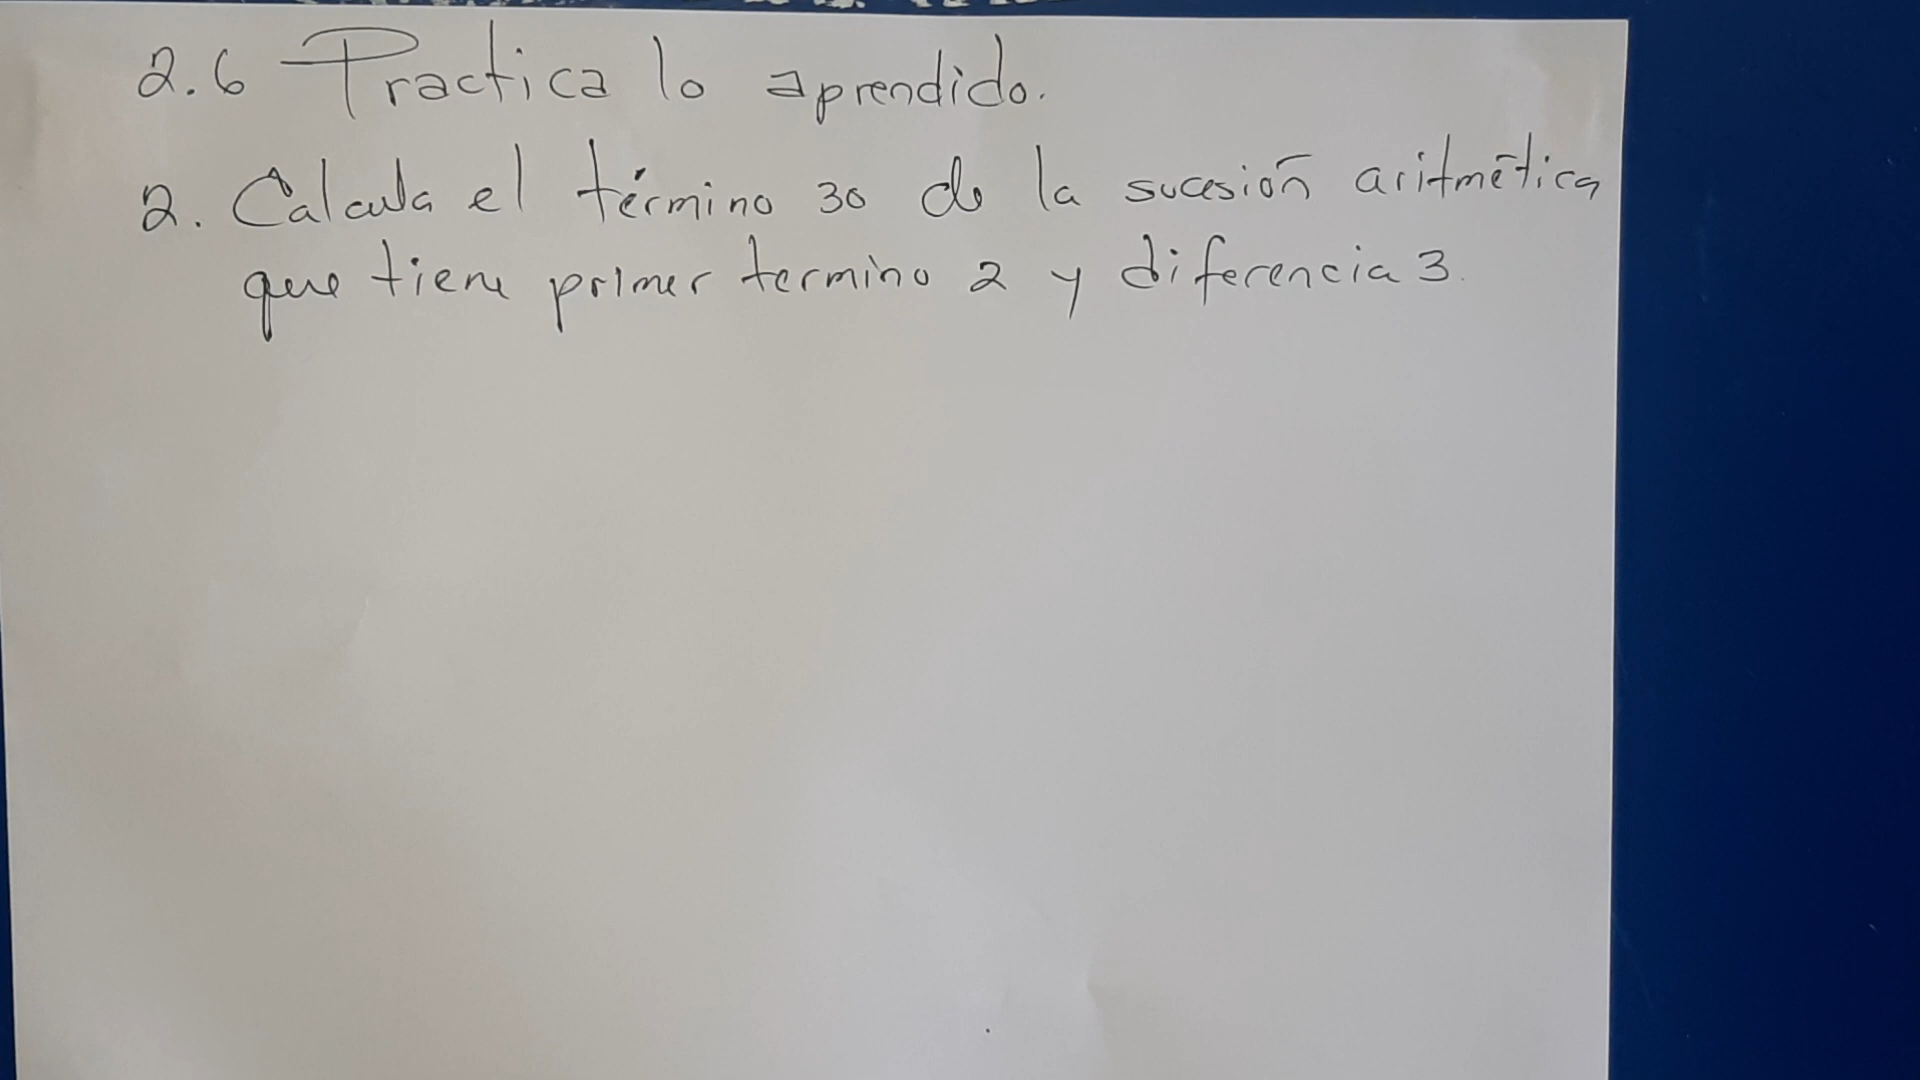 2.6 Practica lo aprendido.
2. Calcula el término 30 de la sucesión aritmética
que tiene primer termino 2 y diferencia 3.